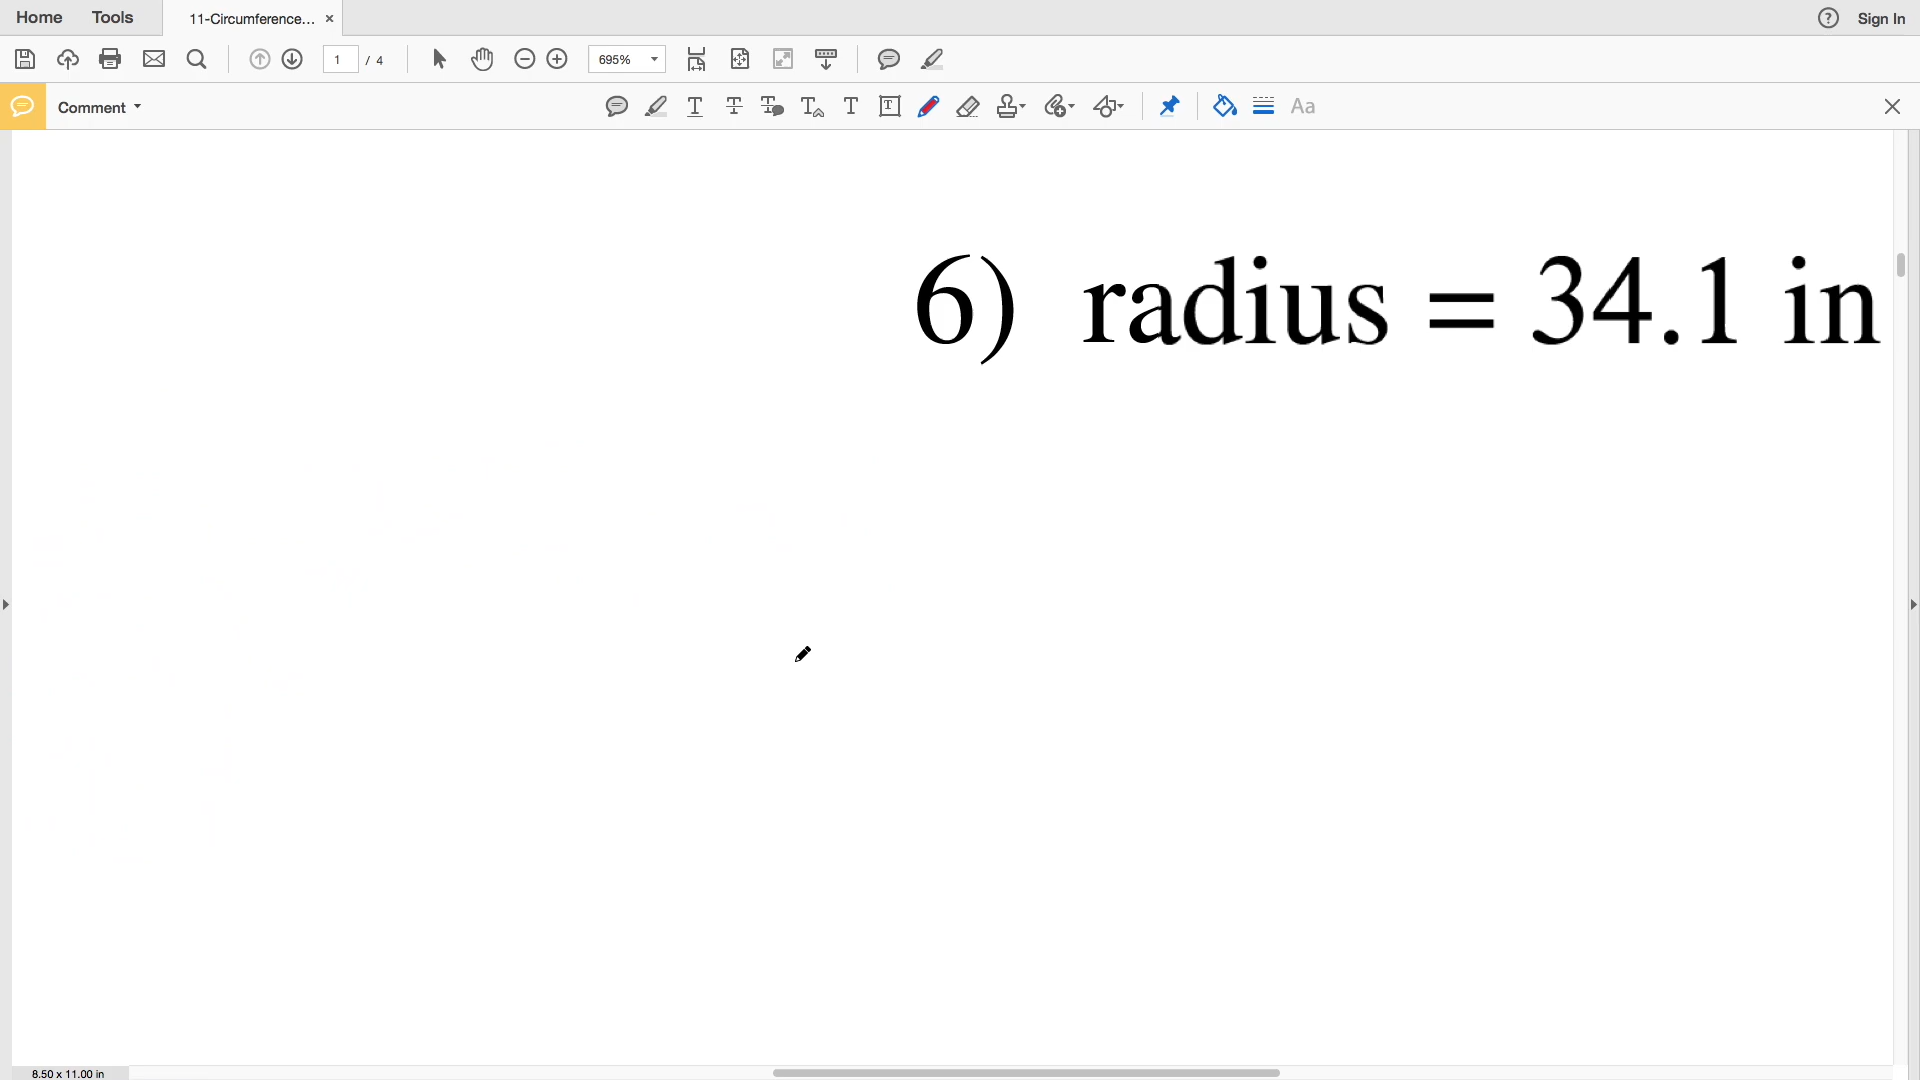 Home Tools 11-Circumference... × ? Sign In
1 / 4 695%
Comment T T T T T T Aa
6) radius = 34.1 in
8.50 x 11.00 in